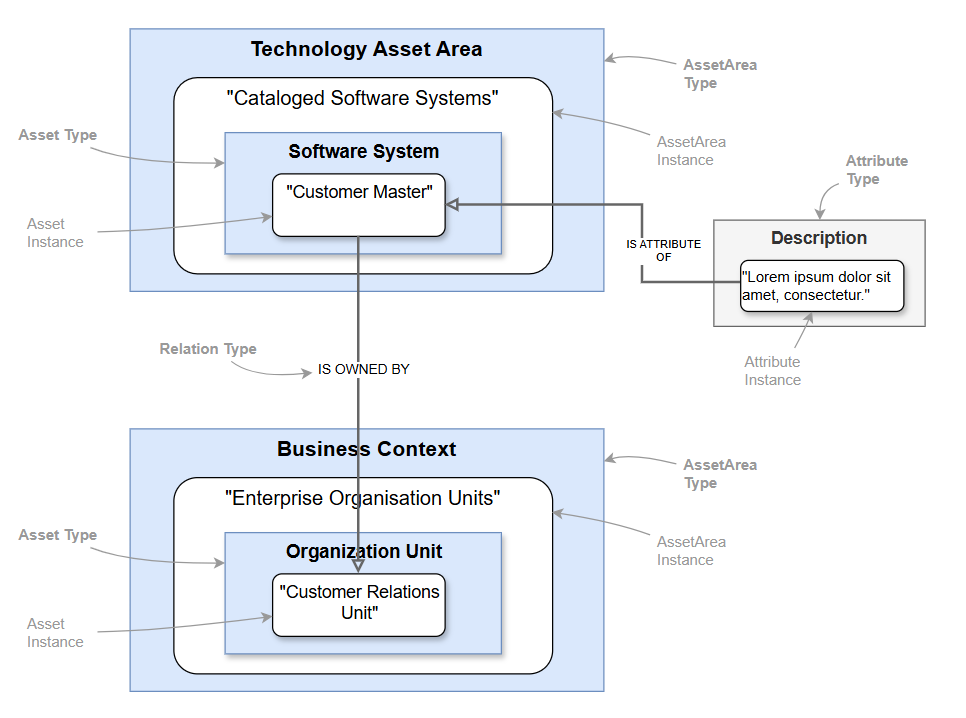 Technology Asset Area
AssetArea
Type
"Cataloged Software Systems"
Asset Type
AssetArea
Instance
Software System
"Customer Master"
Attribute
Type
Asset
Instance
IS ATTRIBUTE
OF
Description
"Lorem ipsum dolor sit
amet, consectetur."
Relation Type
IS OWNED BY
Attribute
Instance
Business Context
AssetArea
Type
"Enterprise Organisation Units"
Asset Type
AssetArea
Instance
Organization Unit
"Customer Relations
Unit"
Asset
Instance